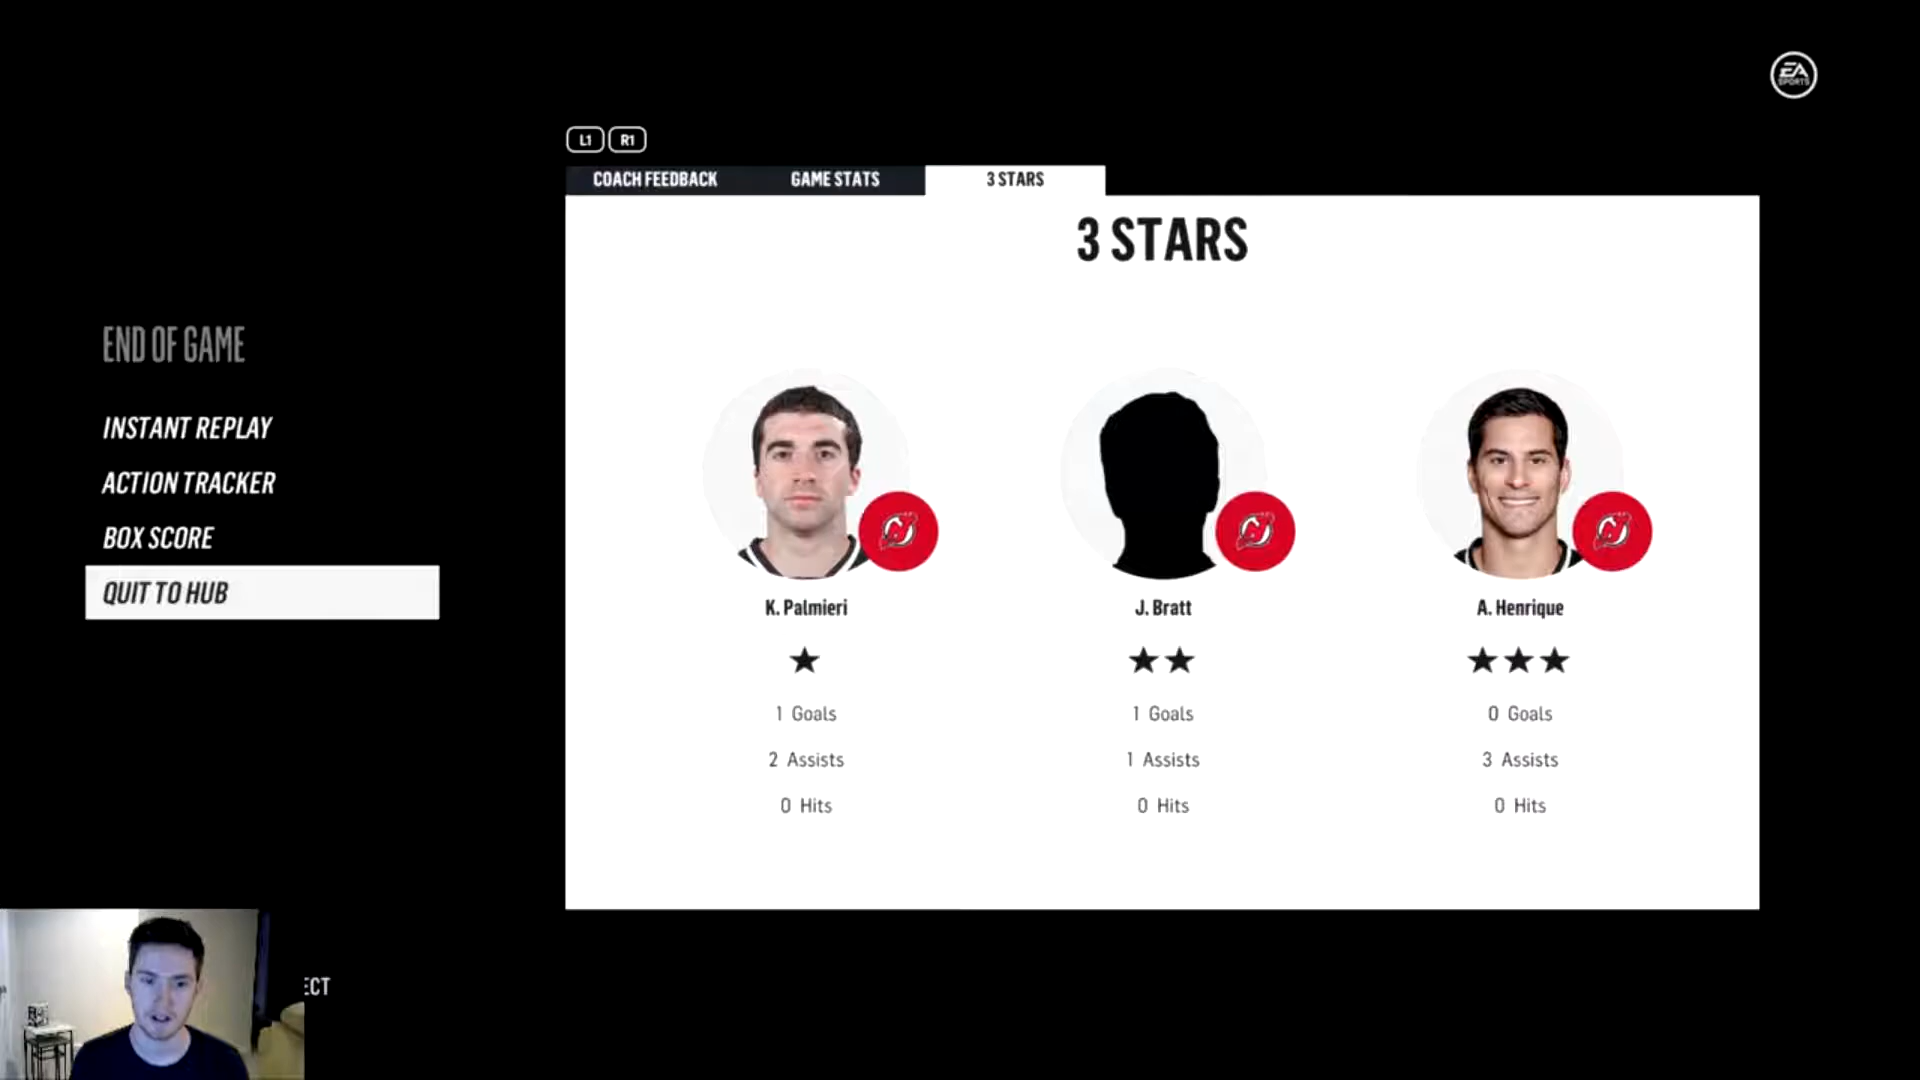 EA
SPORTS
L1 R1
COACH FEEDBACK GAME STATS 3 STARS
3 STARS
END OF GAME
INSTANT REPLAY
ACTION TRACKER
BOX SCORE
QUIT TO HUB
K. Palmieri J. Bratt A. Henrique
1 Goals 1 Goals 0 Goals
2 Assists 1 Assists 3 Assists
0 Hits 0 Hits 0 Hits
ECT